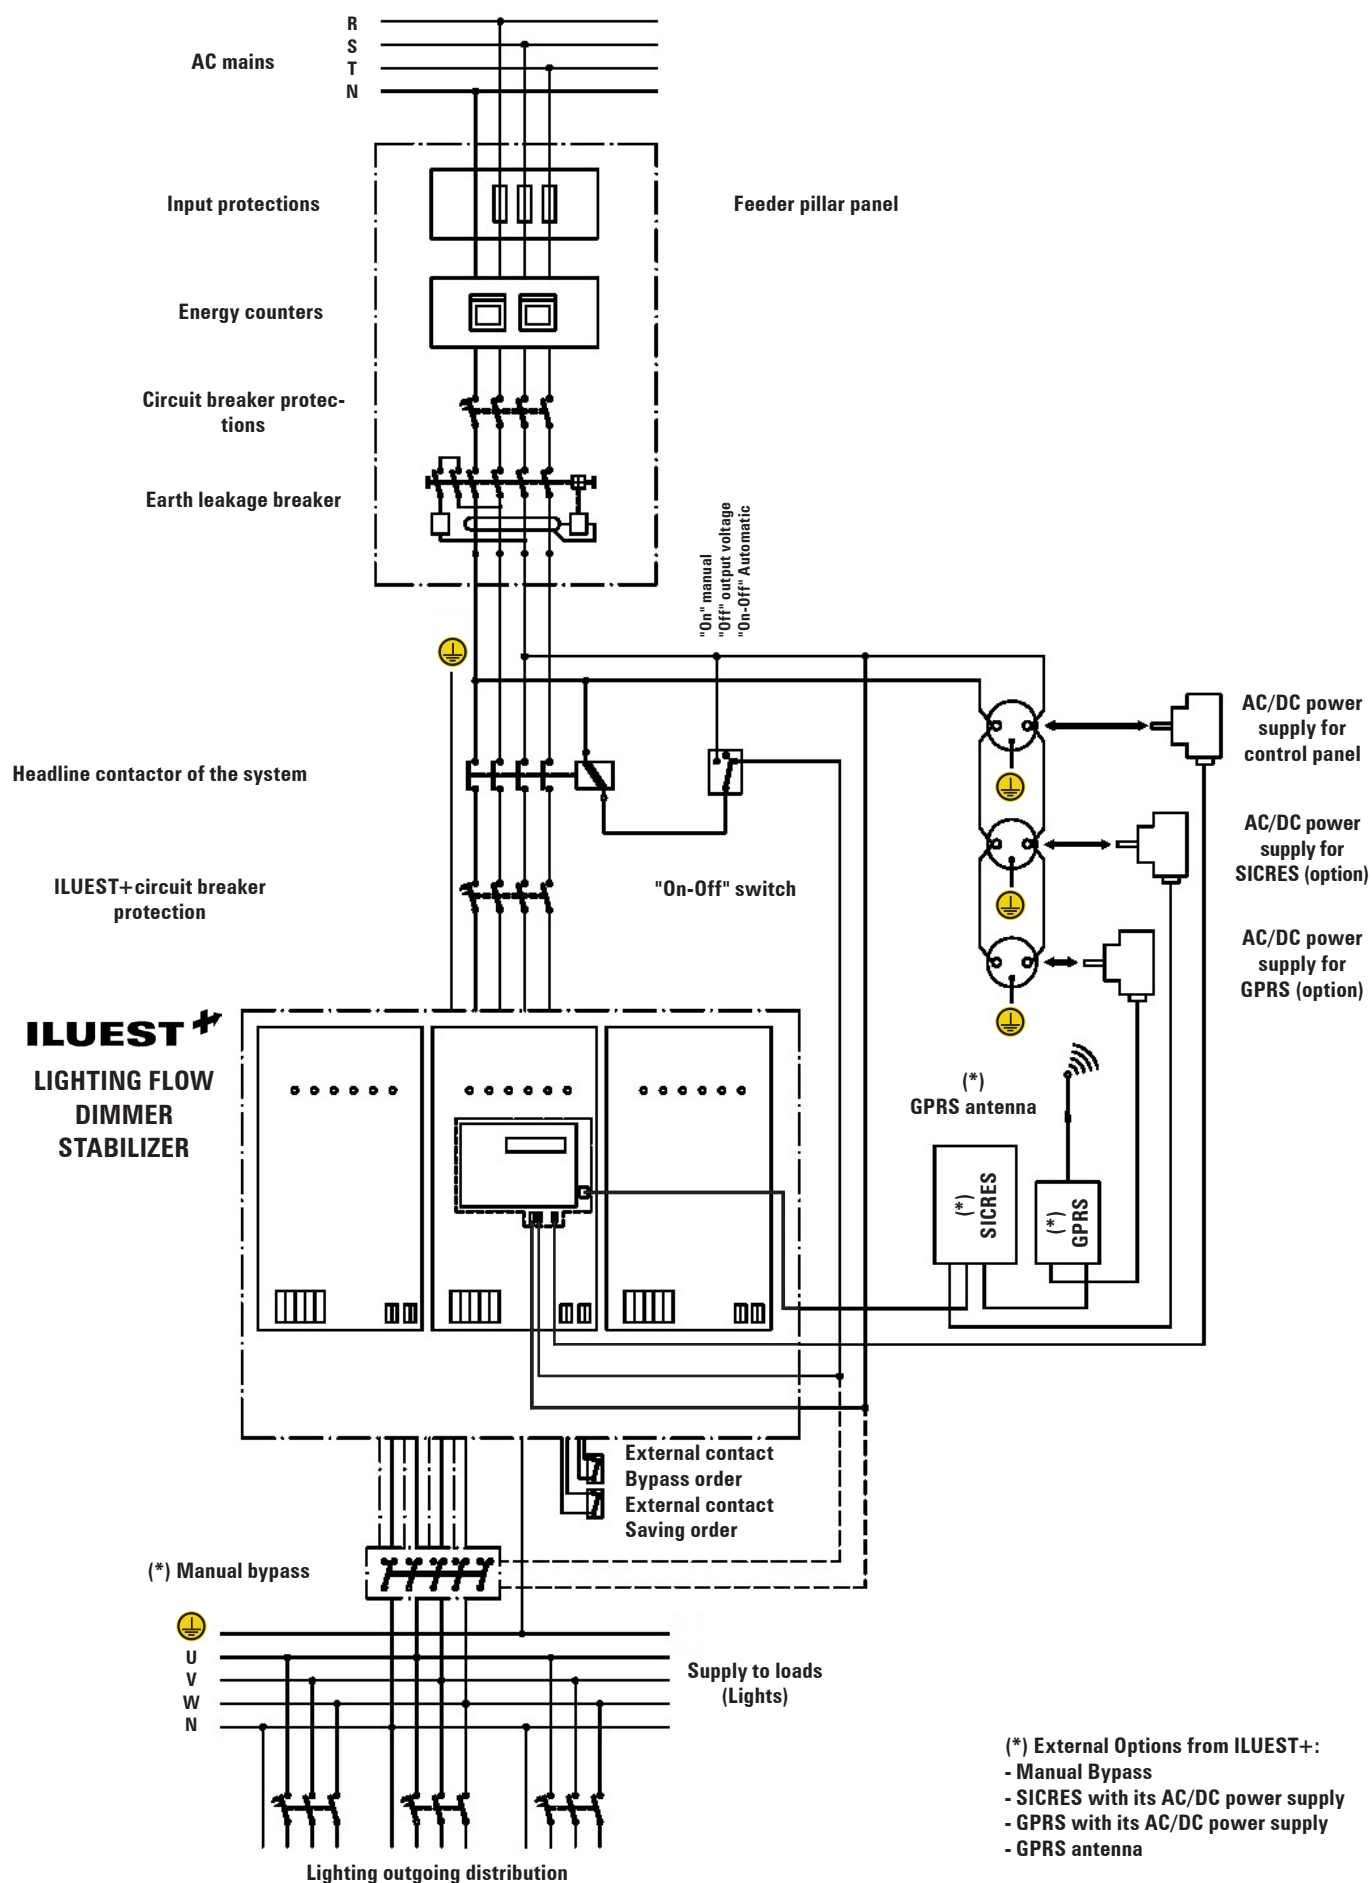 R
S
AC mains
T
N
Input protections
Feeder pillar panel
Energy counters
Circuit breaker protec-
tions
Earth leakage breaker
"On" manual
"Off" output voltage
"On-Off" Automatic
AC/DC power
supply for
control panel
Headline contactor of the system
AC/DC power
supply for
SICRES (option)
ILUEST+circuit breaker
protection
"On-Off" switch
AC/DC power
supply for
GPRS (option)
ILUEST+
LIGHTING FLOW
DIMMER
STABILIZER
(*)
GPRS antenna
(*)
SICRES
(*)
GPRS
External contact
Bypass order
External contact
Saving order
(*) Manual bypass
U
V
W
N
Supply to loads
(Lights)
(*) External Options from ILUEST+:
- Manual Bypass
- SICRES with its AC/DC power supply
- GPRS with its AC/DC power supply
- GPRS antenna
Lighting outgoing distribution